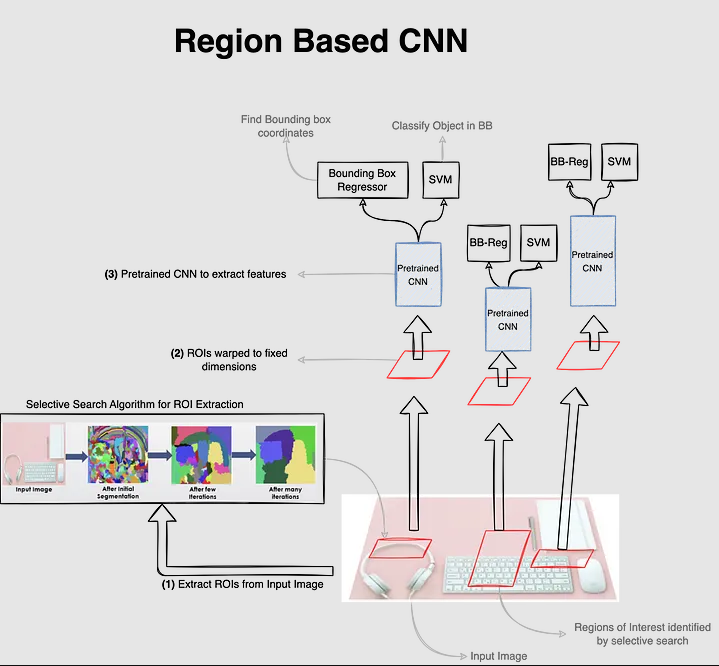 Region Based CNN
Find Bounding box
coordinates
Classify Object in BB
Bounding Box
Regressor
SVM
BB-Reg
SVM
BB-Reg
SVM
Pretrained
CNN
Pretrained
CNN
Pretrained
CNN
(3) Pretrained CNN to extract features
(2) ROIs warped to fixed
dimensions
Selective Search Algorithm for ROI Extraction
Input Image
After Initial
Segmentation
After few
iterations
After many
iterations
(1) Extract ROIs from Input Image
Regions of Interest identified
by selective search
Input Image